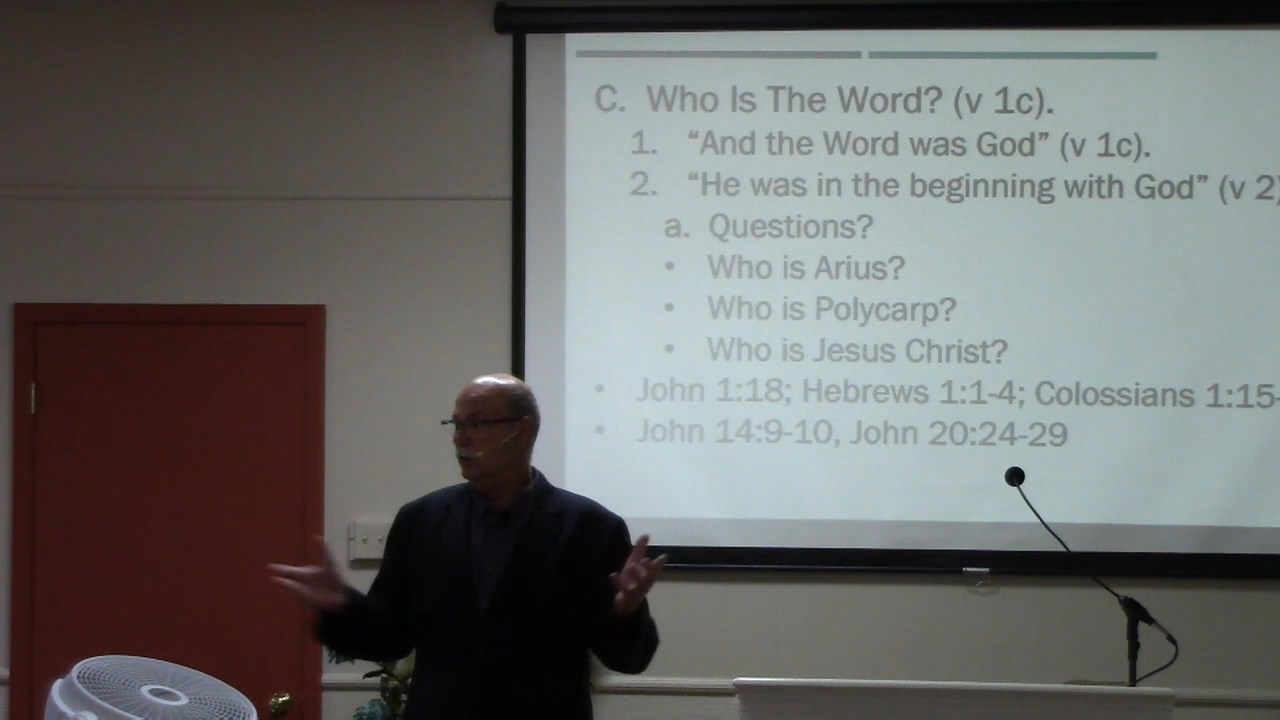 C. Who Is The Word? (v 1c).
1. “And the Word was God” (v 1c).
2. “He was in the beginning with God” (v 2)
a. Questions?
• Who is Arius?
• Who is Polycarp?
• Who is Jesus Christ?
• John 1:18; Hebrews 1:1-4; Colossians 1:15-
• John 14:9-10, John 20:24-29